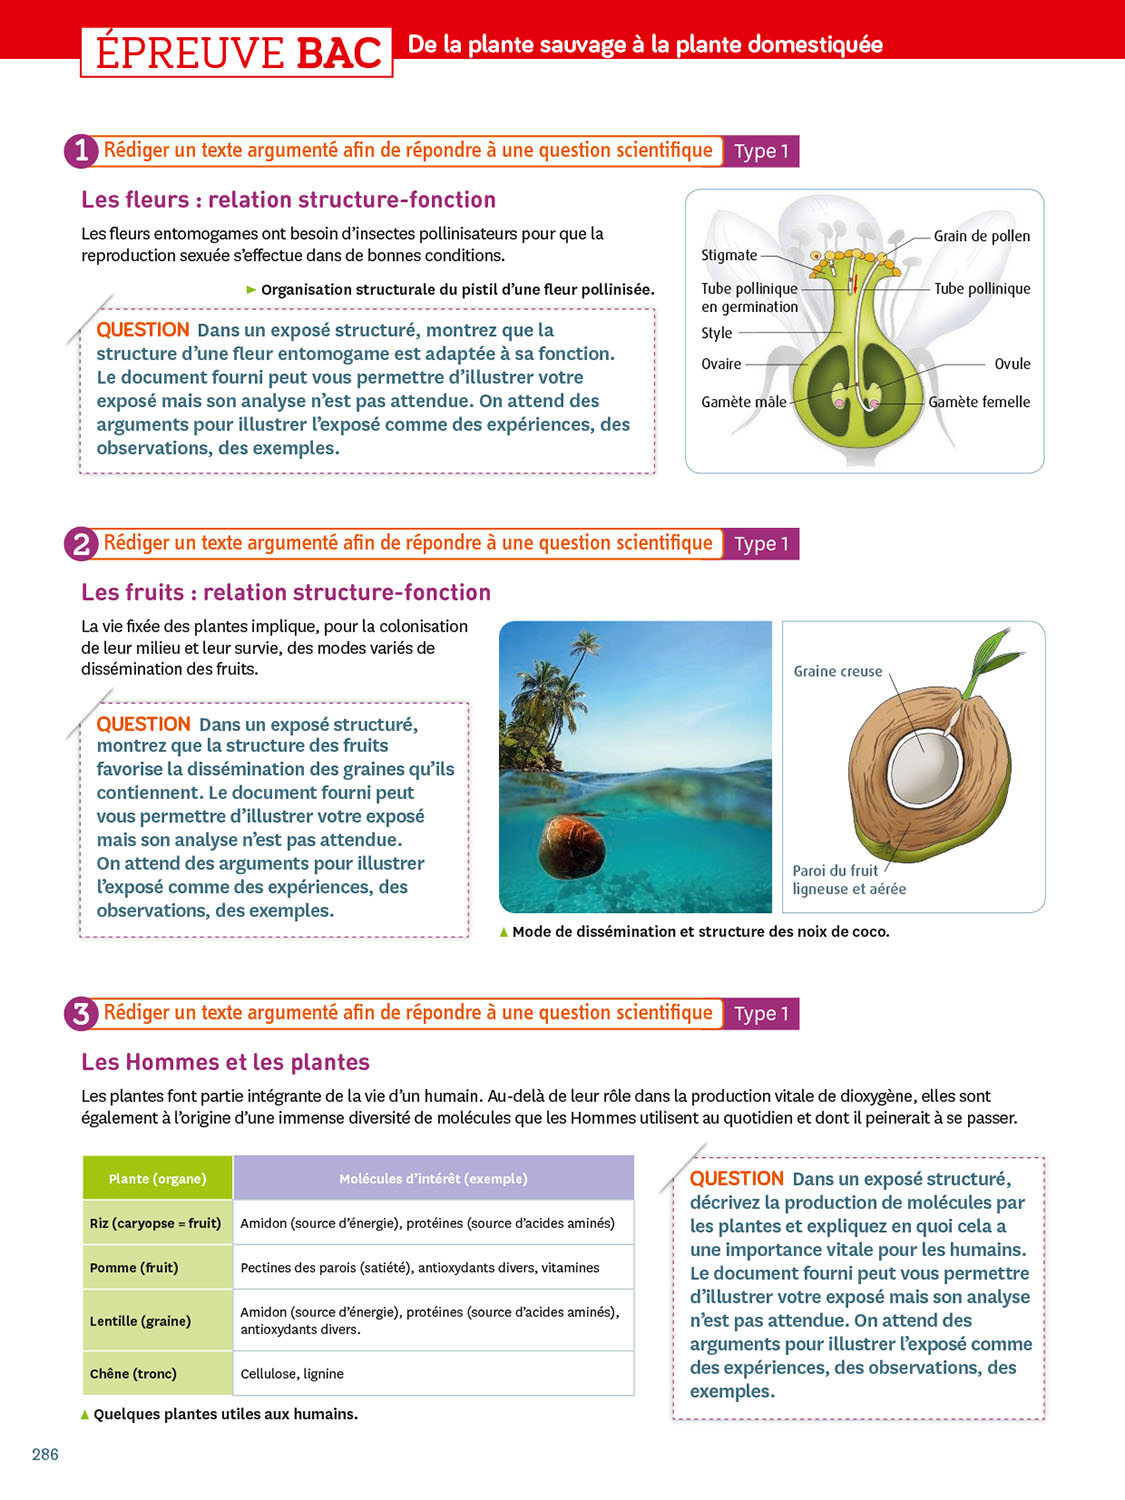 ÉPREUVE BAC
De la plante sauvage à la plante domestiquée
1 Rédiger un texte argumenté afin de répondre à une question scientifique Type 1
Les fleurs : relation structure-fonction
Les fleurs entomogames ont besoin d’insectes pollinisateurs pour que la
reproduction sexuée s’effectue dans de bonnes conditions.
► Organisation structurale du pistil d’une fleur pollinisée.
QUESTION Dans un exposé structuré, montrez que la
structure d’une fleur entomogame est adaptée à sa fonction.
Le document fourni peut vous permettre d’illustrer votre
exposé mais son analyse n’est pas attendue. On attend des
arguments pour illustrer l’exposé comme des expériences, des
observations, des exemples.
Grain de pollen
Stigmate
Tube pollinique
en germination
Tube pollinique
Style
Ovaire
Ovule
Gamète mâle
Gamète femelle
2 Rédiger un texte argumenté afin de répondre à une question scientifique Type 1
Les fruits : relation structure-fonction
La vie fixée des plantes implique, pour la colonisation
de leur milieu et leur survie, des modes variés de
dissémination des fruits.
QUESTION Dans un exposé structuré,
montrez que la structure des fruits
favorise la dissémination des graines qu’ils
contiennent. Le document fourni peut
vous permettre d’illustrer votre exposé
mais son analyse n’est pas attendue.
On attend des arguments pour illustrer
l’exposé comme des expériences, des
observations, des exemples.
Graine creuse
Paroi du fruit
ligneuse et aérée
▲ Mode de dissémination et structure des noix de coco.
3 Rédiger un texte argumenté afin de répondre à une question scientifique Type 1
Les Hommes et les plantes
Les plantes font partie intégrante de la vie d’un humain. Au-delà de leur rôle dans la production vitale de dioxygène, elles sont
également à l’origine d’une immense diversité de molécules que les Hommes utilisent au quotidien et dont il peinerait à se passer.
Plante (organe) Molécules d’intérêt (exemple)
Riz (caryopse = fruit) Amidon (source d’énergie), protéines (source d’acides aminés)
Pomme (fruit) Pectines des parois (satiété), antioxydants divers, vitamines
Lentille (graine) Amidon (source d’énergie), protéines (source d’acides aminés),
antioxydants divers.
Chêne (tronc) Cellulose, lignine
▲ Quelques plantes utiles aux humains.
QUESTION Dans un exposé structuré,
décrivez la production de molécules par
les plantes et expliquez en quoi cela a
une importance vitale pour les humains.
Le document fourni peut vous permettre
d’illustrer votre exposé mais son analyse
n’est pas attendue. On attend des
arguments pour illustrer l’exposé comme
des expériences, des observations, des
exemples.
286